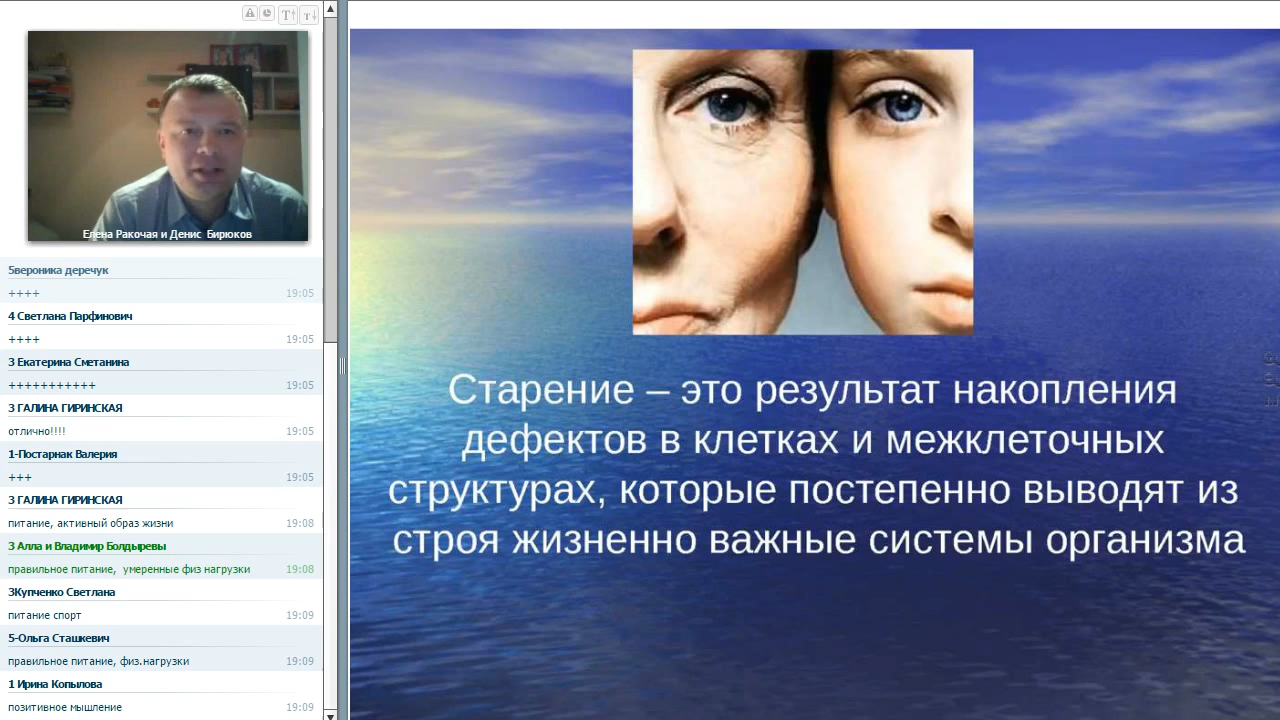 Елена Ракочая и Денис Бирюков
5вероника деречук
++++ 19:05
4 Светлана Парфинович
++++ 19:05
3 Екатерина Сметанина
+++++++++++ 19:05
3 ГАЛИНА ГИРИНСКАЯ
отлично!!!! 19:05
1-Постарнак Валерия
+++ 19:05
3 ГАЛИНА ГИРИНСКАЯ
питание, активный образ жизни 19:08
3 Алла и Владимир Болдыревы
правильное питание, умеренные физ нагрузки 19:08
3Купченко Светлана
питание спорт 19:09
5-Ольга Сташкевич
правильное питание, физ.нагрузки 19:09
1 Ирина Копылова
позитивное мышление 19:09
Старение – это результат накопления
дефектов в клетках и межклеточных
структурах, которые постепенно выводят из
строя жизненно важные системы организма